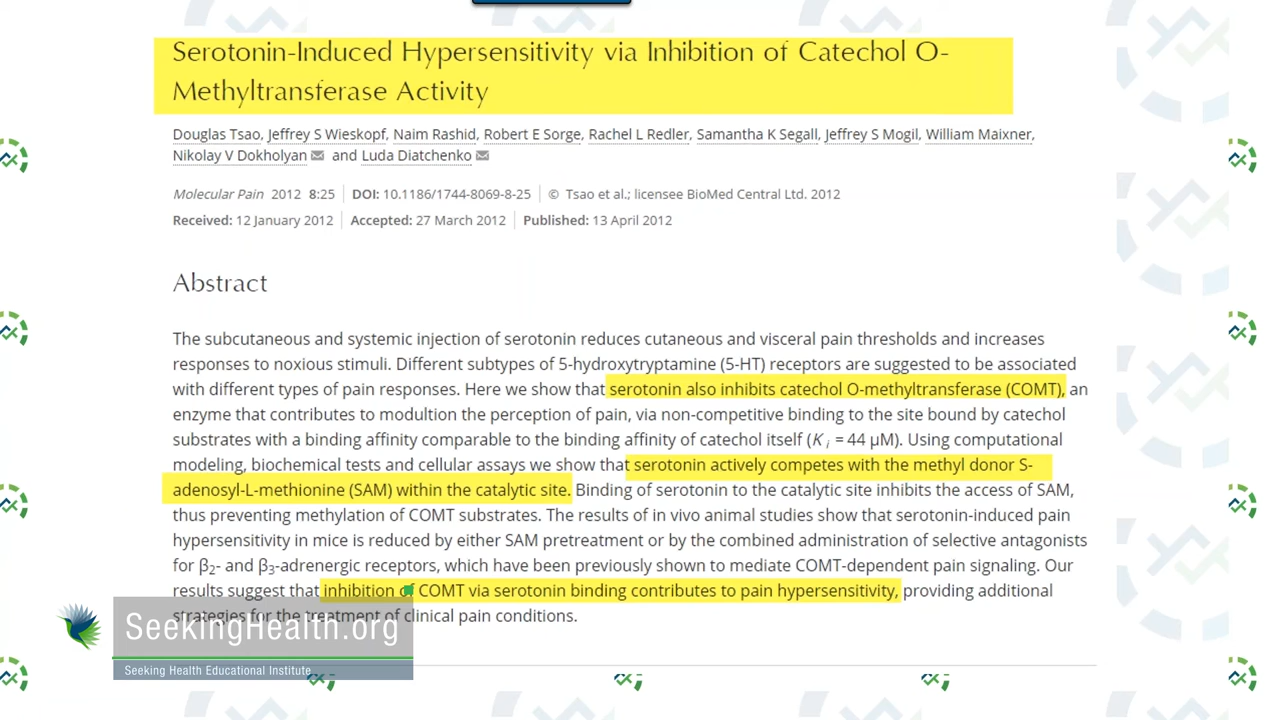 Serotonin-Induced Hypersensitivity via Inhibition of Catechol O-
Methyltransferase Activity
Douglas Tsao, Jeffrey S Wieskopf, Naim Rashid, Robert E Sorge, Rachel L Redler, Samantha K Segall, Jeffrey S Mogil, William Maixner,
Nikolay V Dokholyan and Luda Diatchenko
Molecular Pain 2012 8:25 DOI: 10.1186/1744-8069-8-25 © Tsao et al.; licensee BioMed Central Ltd. 2012
Received: 12 January 2012 Accepted: 27 March 2012 Published: 13 April 2012
Abstract
The subcutaneous and systemic injection of serotonin reduces cutaneous and visceral pain thresholds and increases
responses to noxious stimuli. Different subtypes of 5-hydroxytryptamine (5-HT) receptors are suggested to be associated
with different types of pain responses. Here we show that serotonin also inhibits catechol O-methyltransferase (COMT), an
enzyme that contributes to modultion the perception of pain, via non-competitive binding to the site bound by catechol
substrates with a binding affinity comparable to the binding affinity of catechol itself (K i = 44 μM). Using computational
modeling, biochemical tests and cellular assays we show that serotonin actively competes with the methyl donor S-
adenosyl-L-methionine (SAM) within the catalytic site. Binding of serotonin to the catalytic site inhibits the access of SAM,
thus preventing methylation of COMT substrates. The results of in vivo animal studies show that serotonin-induced pain
hypersensitivity in mice is reduced by either SAM pretreatment or by the combined administration of selective antagonists
for β2- and β3-adrenergic receptors, which have been previously shown to mediate COMT-dependent pain signaling. Our
results suggest that inhibition of COMT via serotonin binding contributes to pain hypersensitivity, providing additional
strategies for the treatment of clinical pain conditions.
SeekingHealth.org
Seeking Health Educational Institute